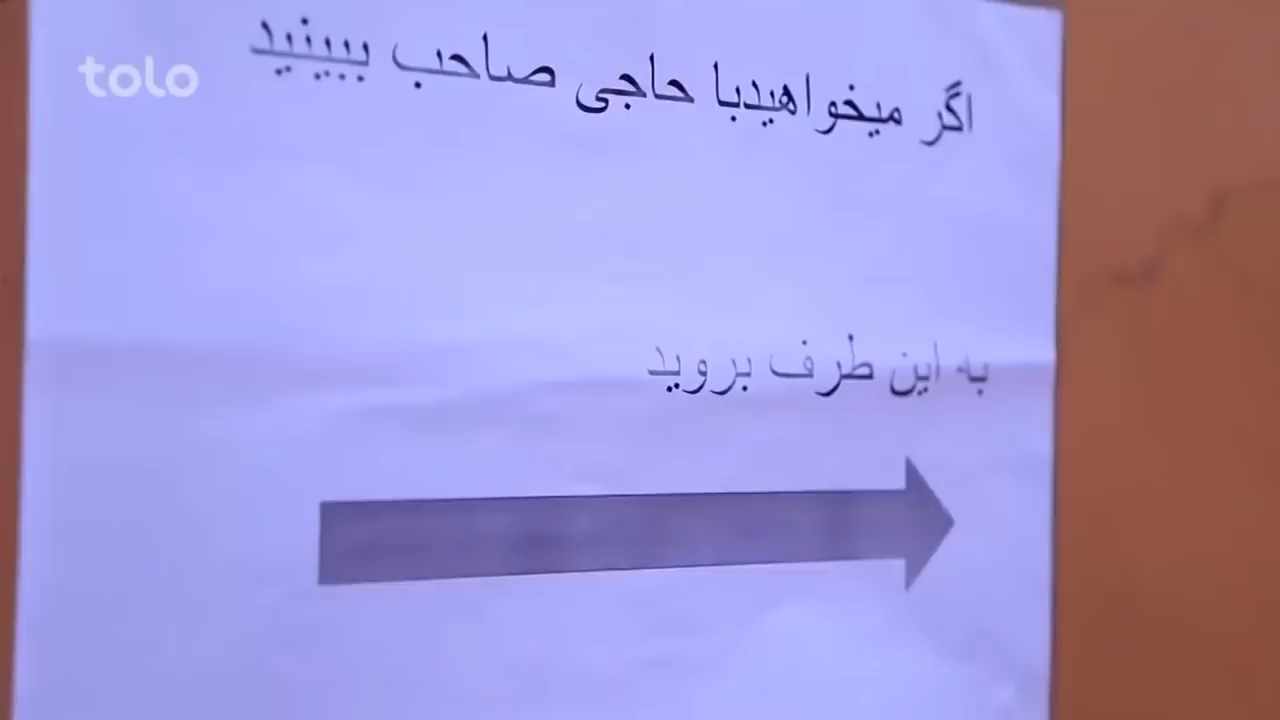 tolo
اگر میخواهیدبا حاجی صاحب ببینید
به این طرف بروید